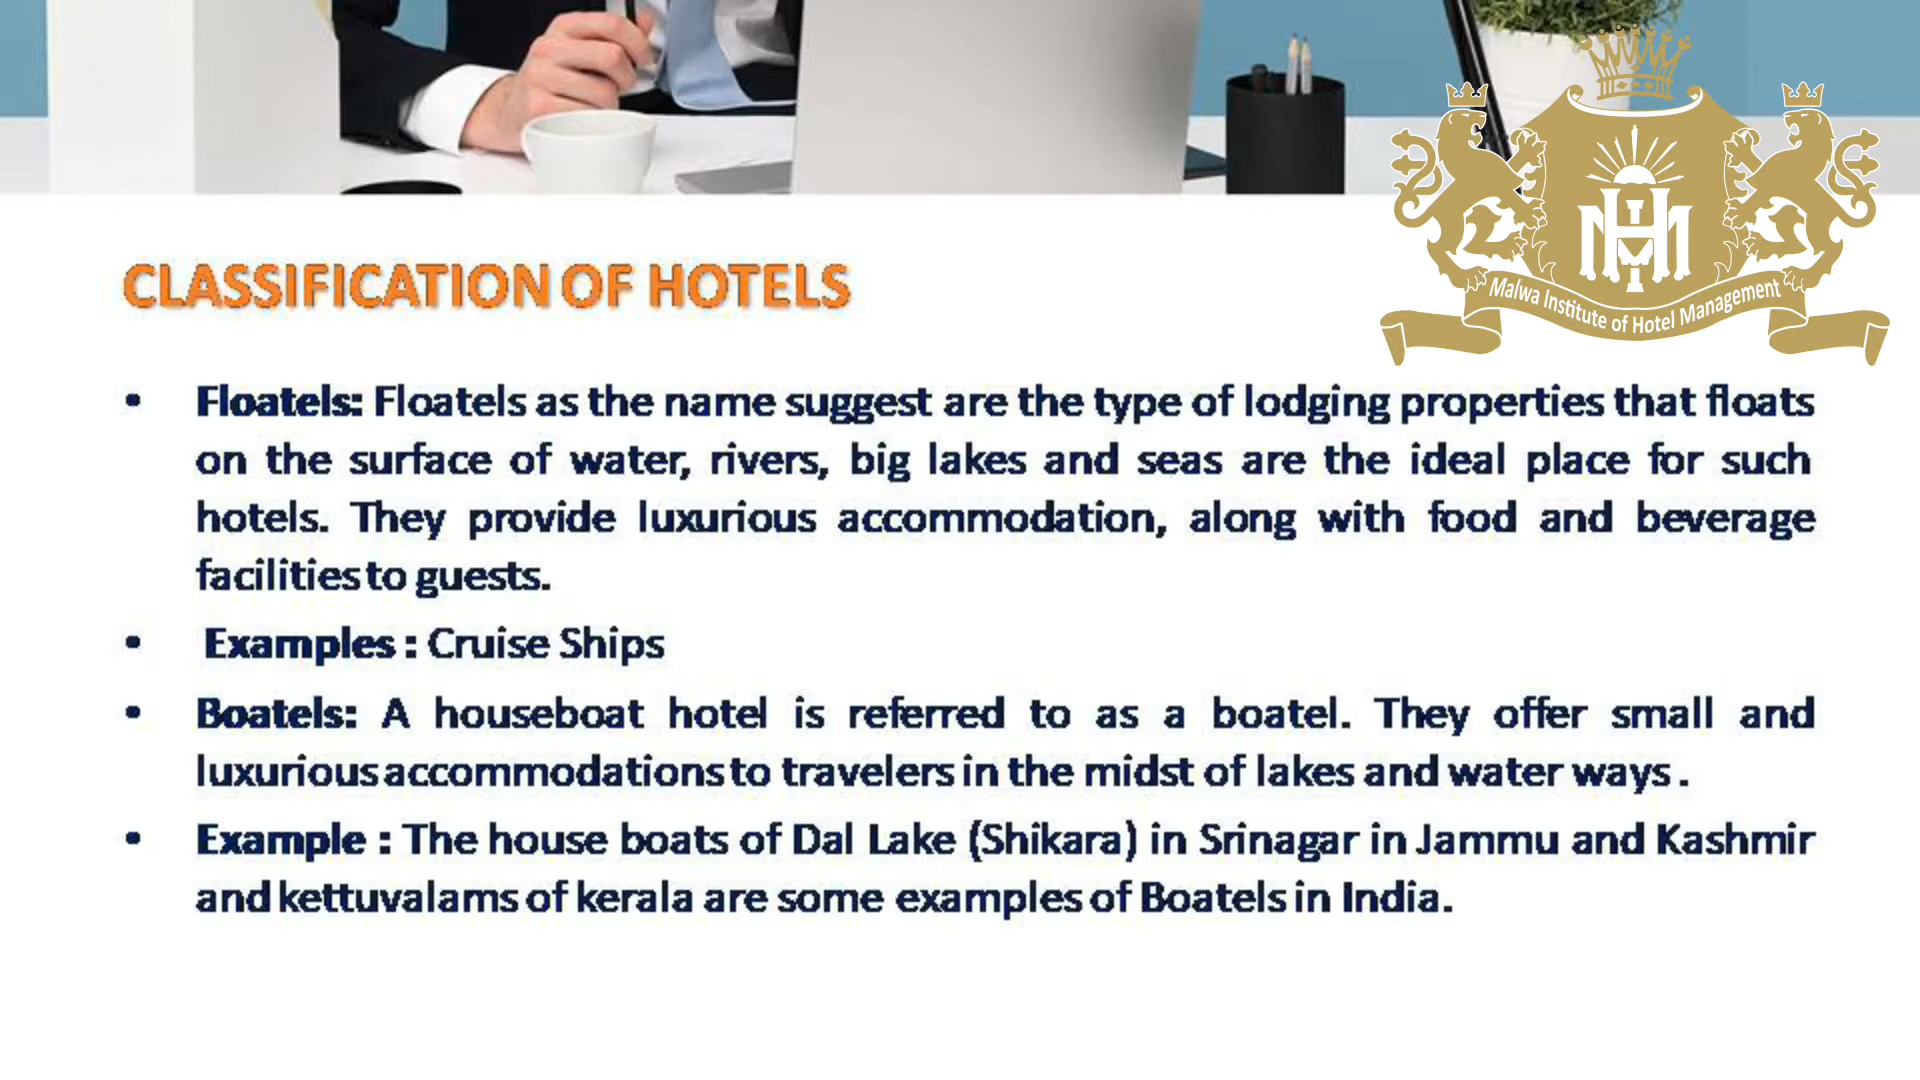 Malwa Institute of Hotel Management
CLASSIFICATION OF HOTELS
• Floatels: Floatels as the name suggest are the type of lodging properties that floats
on the surface of water, rivers, big lakes and seas are the ideal place for such
hotels. They provide luxurious accommodation, along with food and beverage
facilities to guests.
• Examples : Cruise Ships
• Boatels: A houseboat hotel is referred to as a boatel. They offer small and
luxurious accommodations to travelers in the midst of lakes and water ways .
• Example : The house boats of Dal Lake (Shikara) in Srinagar in Jammu and Kashmir
and kettuvalams of kerala are some examples of Boatels in India.